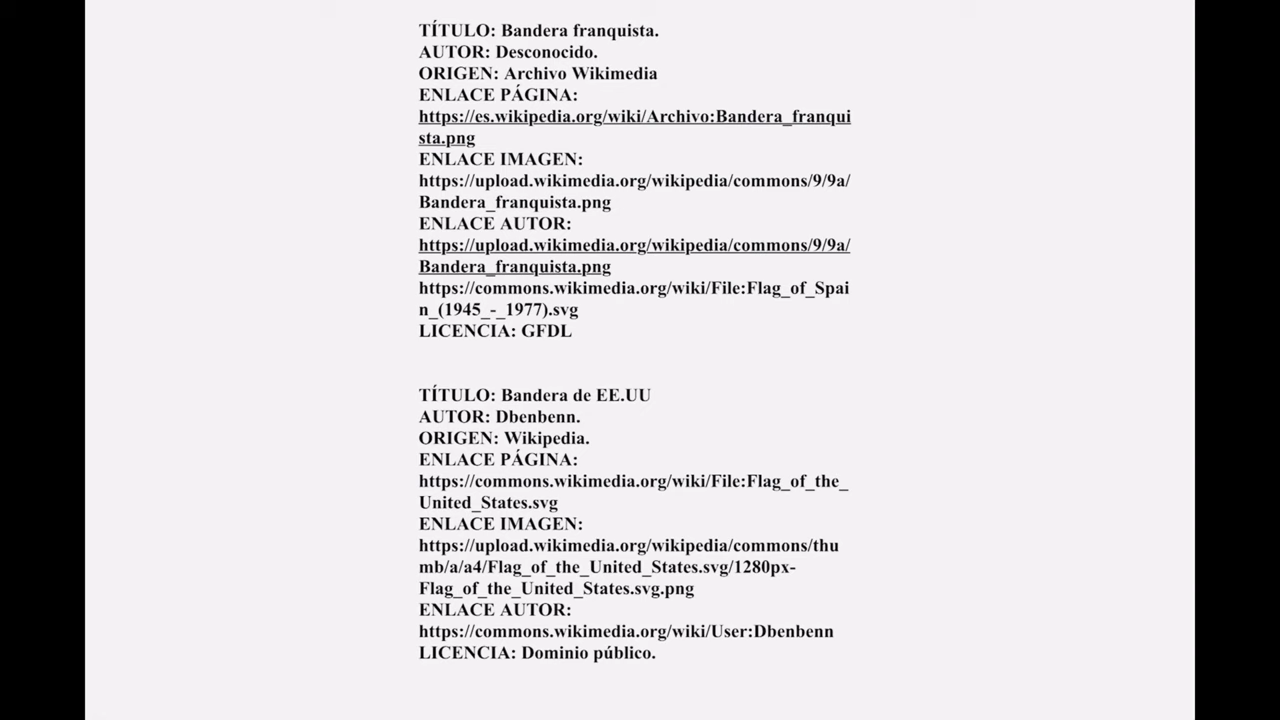 TÍTULO: Bandera franquista.
AUTOR: Desconocido.
ORIGEN: Archivo Wikimedia
ENLACE PÁGINA:
https://es.wikipedia.org/wiki/Archivo:Bandera_franqui
sta.png
ENLACE IMAGEN:
https://upload.wikimedia.org/wikipedia/commons/9/9a/
Bandera_franquista.png
ENLACE AUTOR:
https://upload.wikimedia.org/wikipedia/commons/9/9a/
Bandera_franquista.png
https://commons.wikimedia.org/wiki/File:Flag_of_Spai
n_(1945_-_1977).svg
LICENCIA: GFDL
TÍTULO: Bandera de EE.UU
AUTOR: Dbenbenn.
ORIGEN: Wikipedia.
ENLACE PÁGINA:
https://commons.wikimedia.org/wiki/File:Flag_of_the_
United_States.svg
ENLACE IMAGEN:
https://upload.wikimedia.org/wikipedia/commons/thu
mb/a/a4/Flag_of_the_United_States.svg/1280px-
Flag_of_the_United_States.svg.png
ENLACE AUTOR:
https://commons.wikimedia.org/wiki/User:Dbenbenn
LICENCIA: Dominio público.